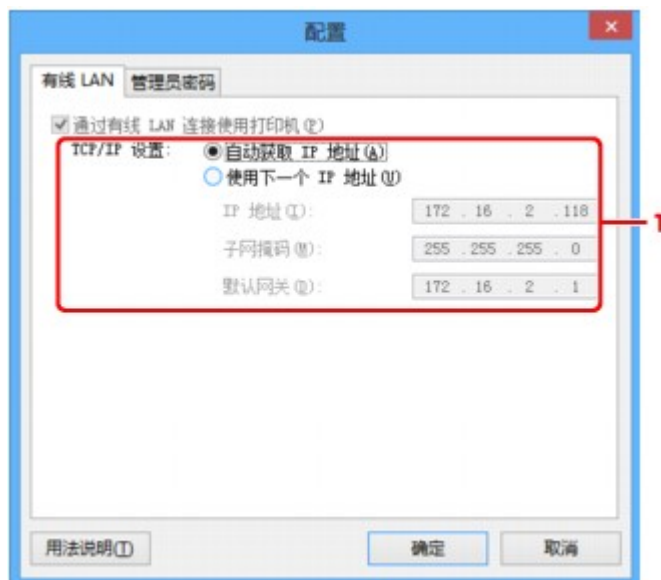 配置
有线 LAN 管理员密码
通过有线 LAN 连接使用打印机(P)
TCP/IP 设置: 自动获取 IP 地址(A)
使用下一个 IP 地址(U)
IP 地址(I): 172 . 16 . 2 .118
子网掩码(M): 255 . 255 . 255 . 0
默认网关(D): 172 . 16 . 2 . 1
1
用法说明(T) 确定 取消